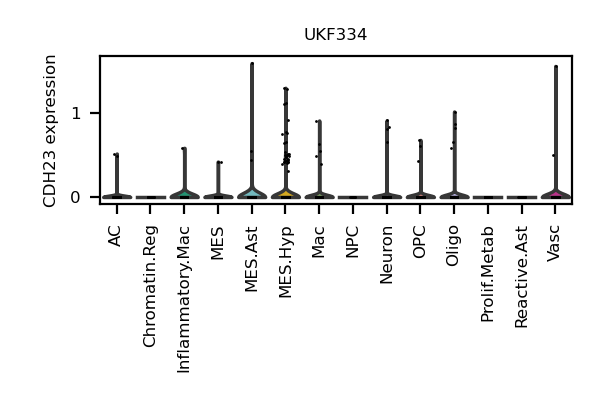 UKF334
CDH23 expression
1
0
AC
Chromatin.Reg
Inflammatory.Mac
MES
MES.Ast
MES.Hyp
Mac
NPC
Neuron
OPC
Oligo
Prolif.Metab
Reactive.Ast
Vasc